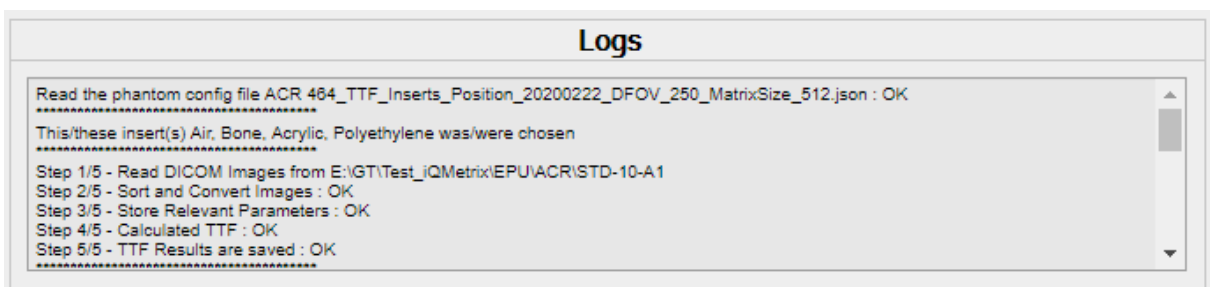 Logs
Read the phantom config file ACR 464_TTF_Inserts_Position_20200222_DFOV_250_MatrixSize_512.json : OK
******************************************
This/these insert(s) Air, Bone, Acrylic, Polyethylene was/were chosen
******************************************
Step 1/5 - Read DICOM Images from E:\GT\Test_iQMetrix\EPU\ACR\STD-10-A1
Step 2/5 - Sort and Convert Images : OK
Step 3/5 - Store Relevant Parameters : OK
Step 4/5 - Calculated TTF : OK
Step 5/5 - TTF Results are saved : OK
******************************************